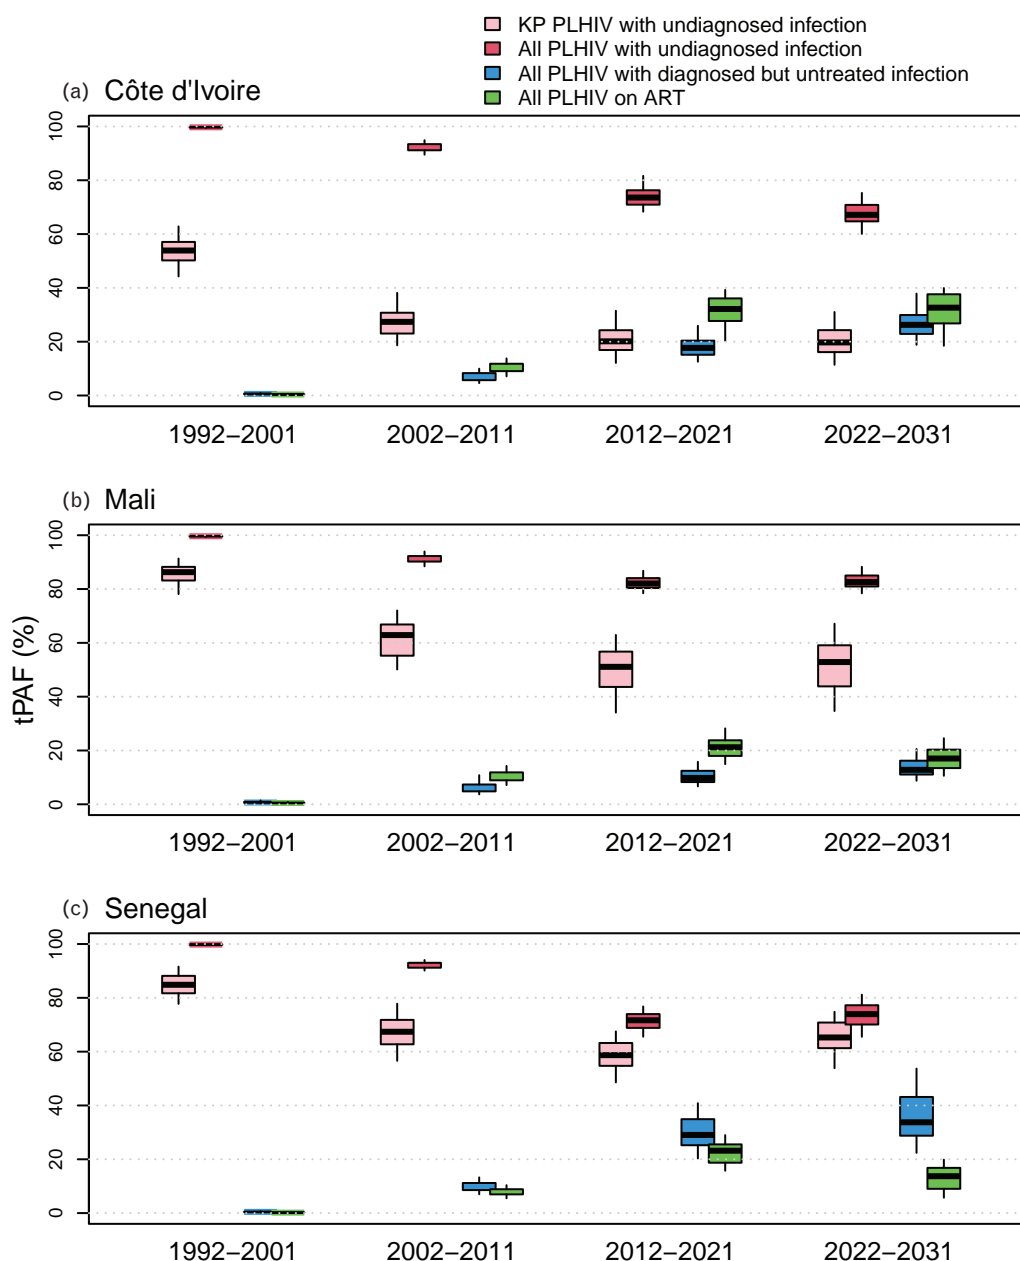 KP PLHIV with undiagnosed infection
All PLHIV with undiagnosed infection
All PLHIV with diagnosed but untreated infection
All PLHIV on ART
(a) Côte d'Ivoire
100
80
60
40
20
0
1992–2001 2002–2011 2012–2021 2022–2031
(b) Mali
tPAF (%)
100
80
60
40
20
0
1992–2001 2002–2011 2012–2021 2022–2031
(c) Senegal
100
80
60
40
20
0
1992–2001 2002–2011 2012–2021 2022–2031